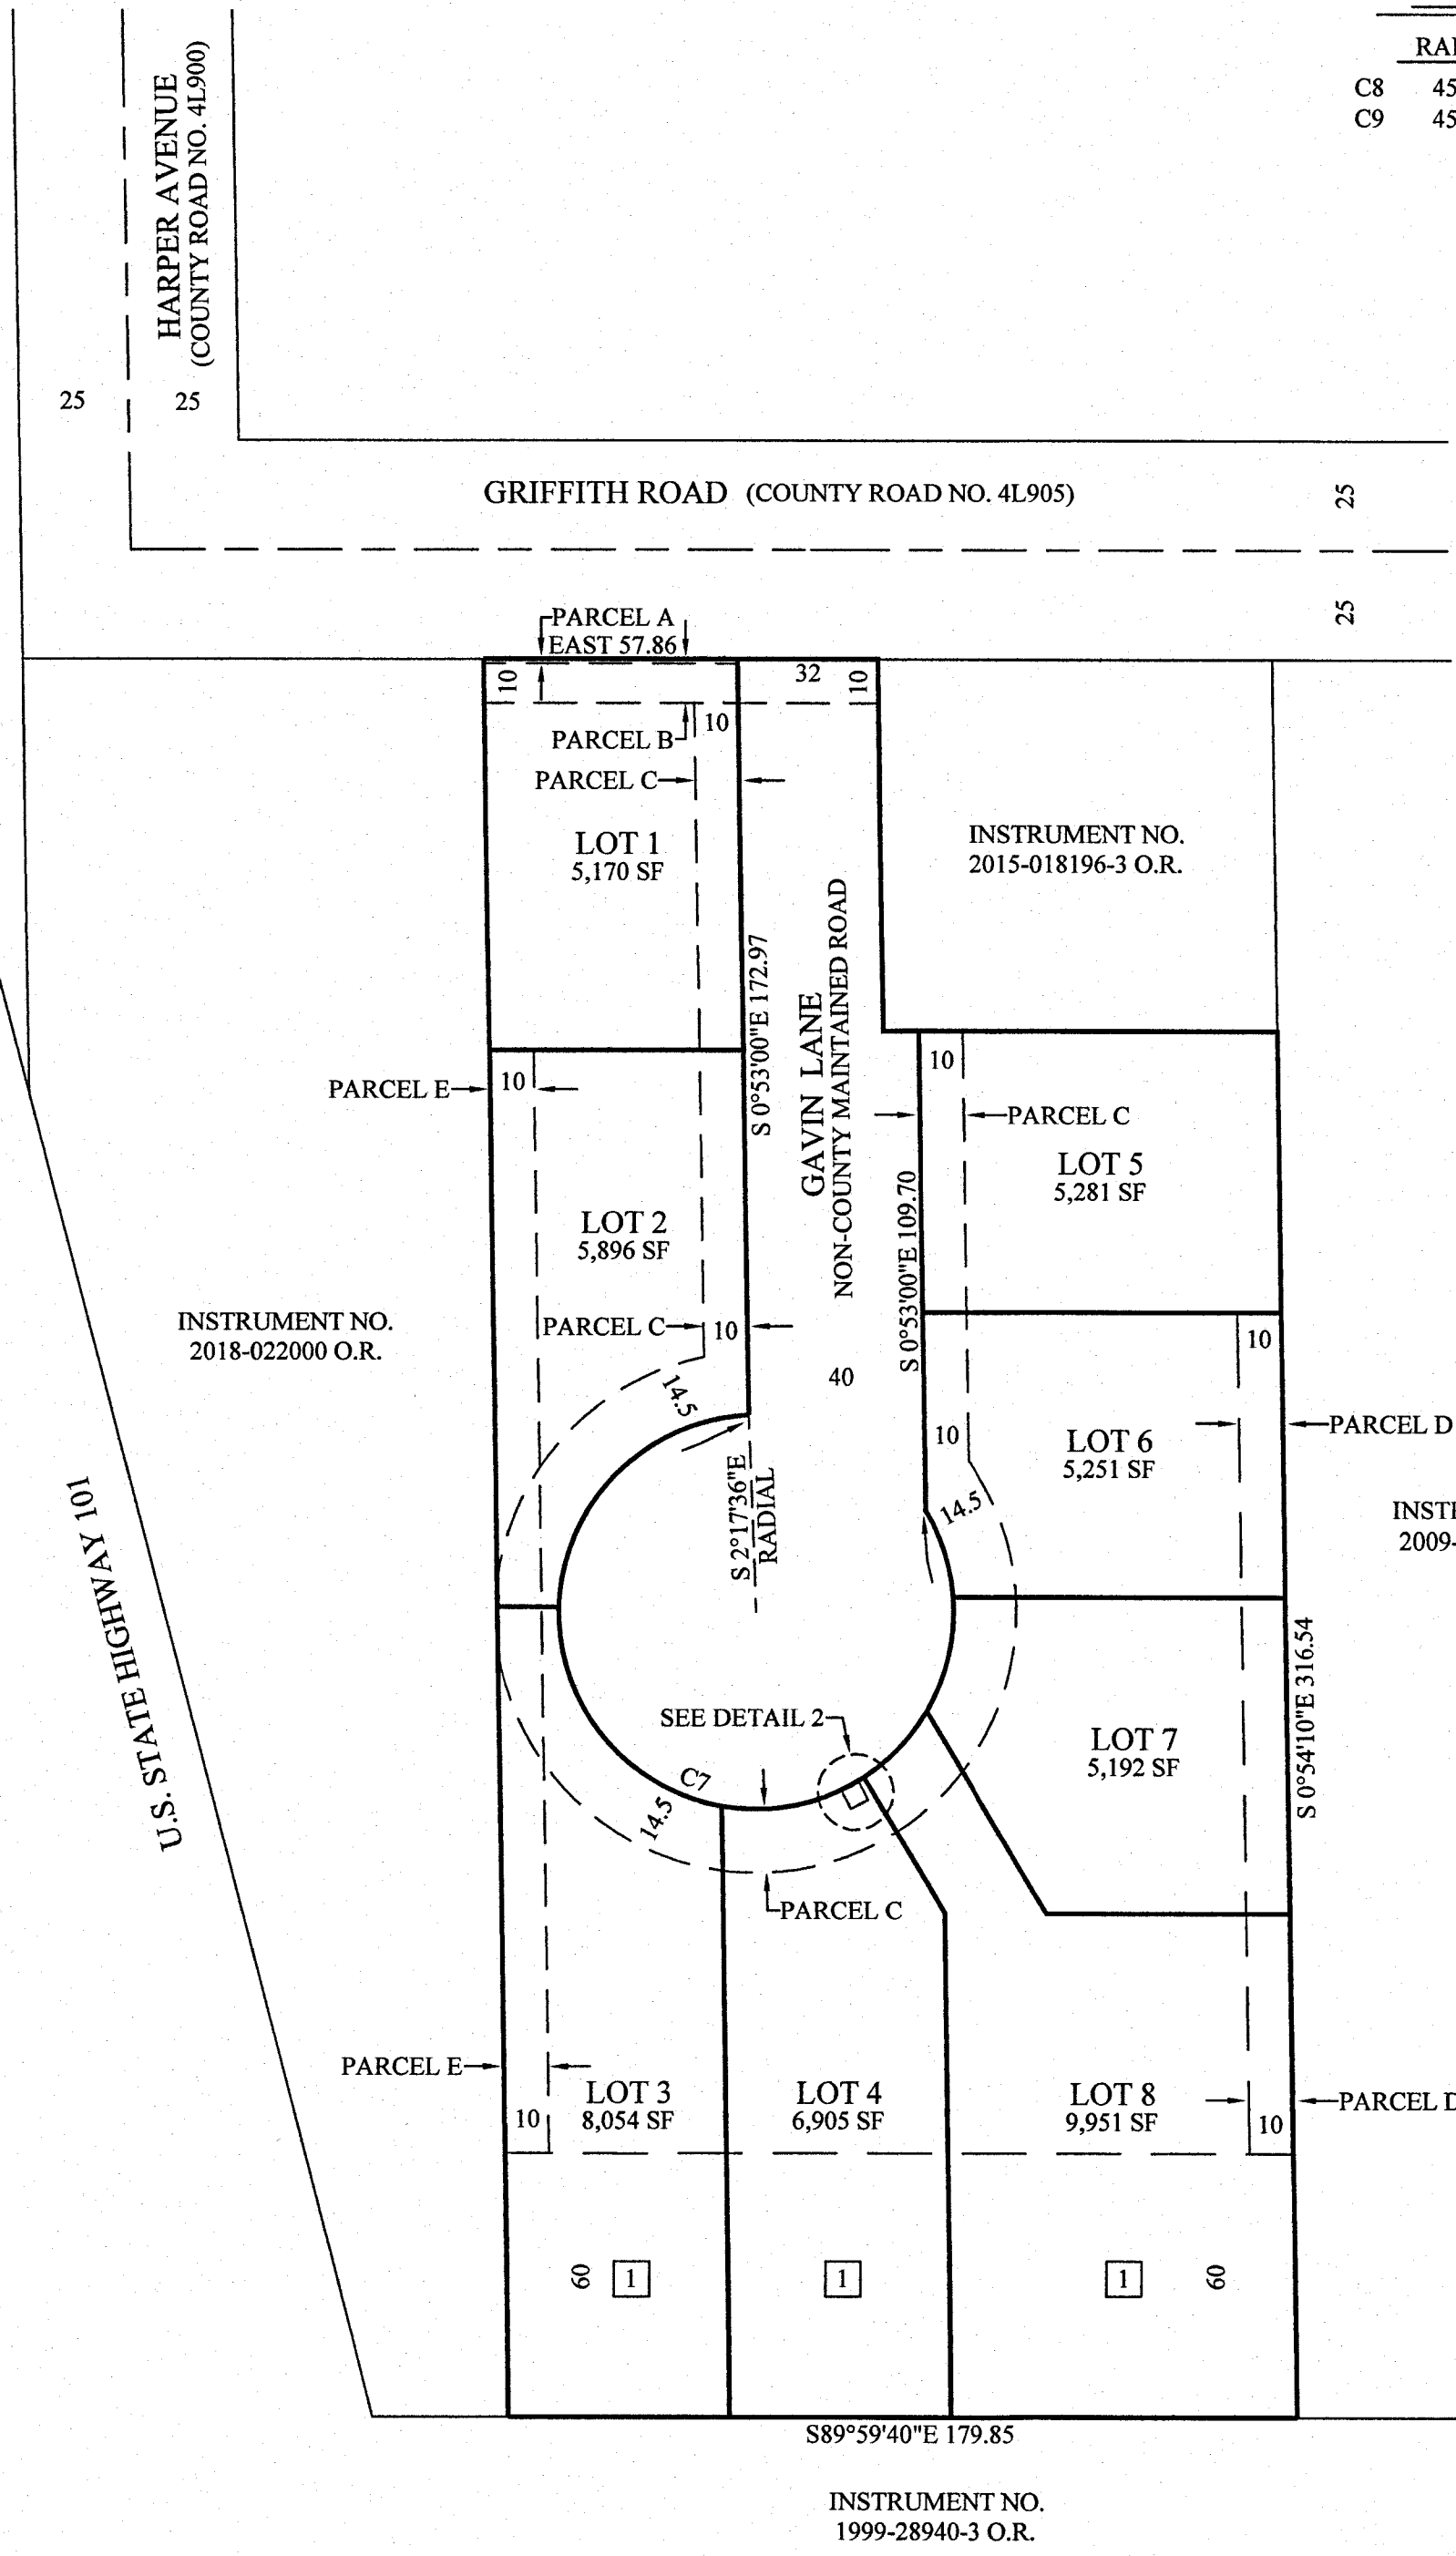 RA
C8 45
C9 45
HARPER AVENUE
(COUNTY ROAD NO. 4L900)
25
25
GRIFFITH ROAD (COUNTY ROAD NO. 4L905)
25
25
PARCEL A
EAST 57.86
10
32
10
10
PARCEL B
PARCEL C
LOT 1
5,170 SF
INSTRUMENT NO.
2015-018196-3 O.R.
S 0°53'00"E 172.97
GAVIN LANE
NON-COUNTY MAINTAINED ROAD
PARCEL E
10
10
PARCEL C
LOT 5
5,281 SF
S 0°53'00"E 109.70
LOT 2
5,896 SF
INSTRUMENT NO.
2018-022000 O.R.
PARCEL C
10
10
40
14.5
PARCEL D
10
LOT 6
5,251 SF
S 2°17'36"E
RADIAL
14.5
INST
2009-
U.S. STATE HIGHWAY 101
S 0°54'10"E 316.54
SEE DETAIL 2
LOT 7
5,192 SF
C7
14.5
PARCEL C
PARCEL E
LOT 3
8,054 SF
LOT 4
6,905 SF
LOT 8
9,951 SF
PARCEL D
10
10
60
1
1
1
60
S89°59'40"E 179.85
INSTRUMENT NO.
1999-28940-3 O.R.